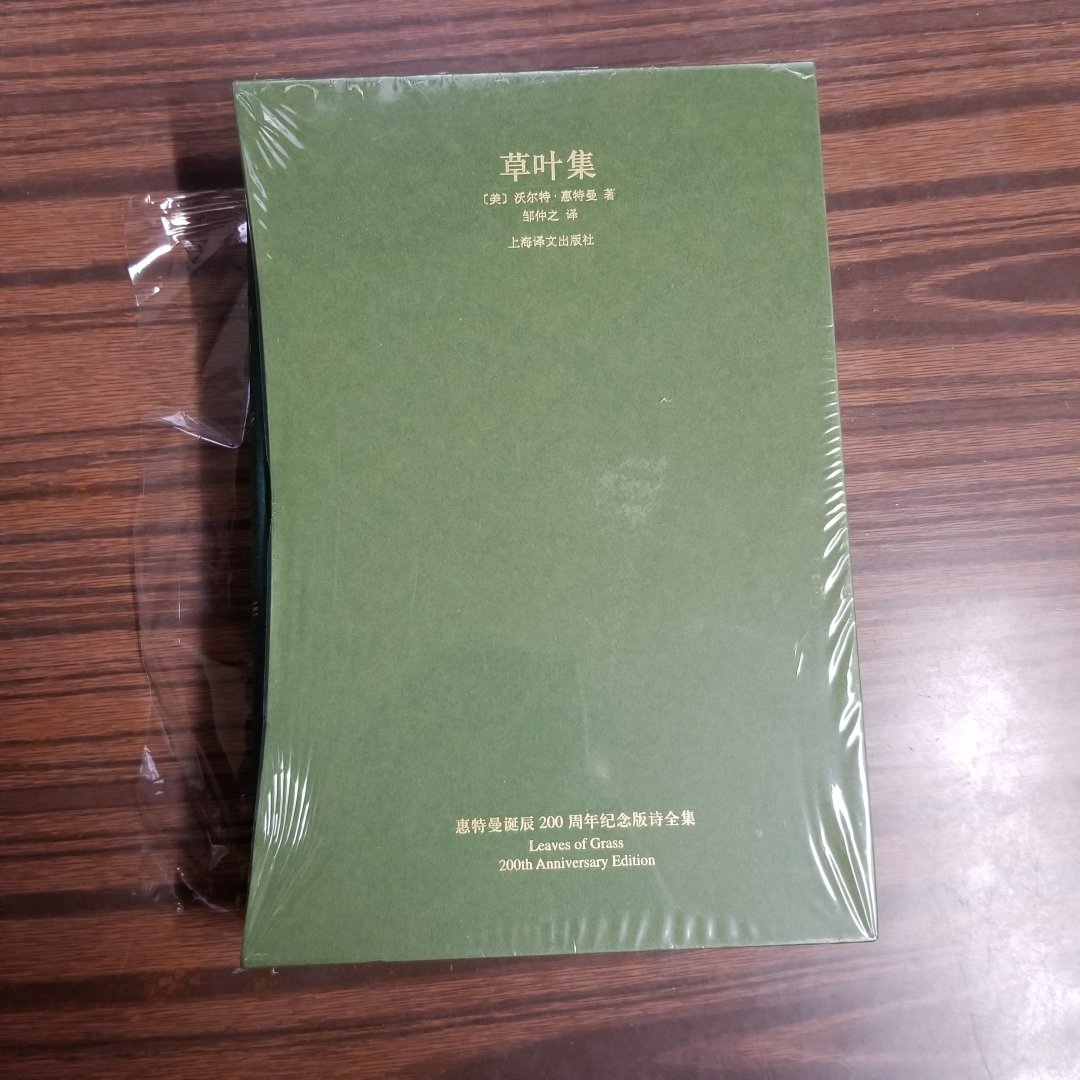 草叶集
〔美〕沃尔特·惠特曼 著
邹仲之 译
上海译文出版社
惠特曼诞辰 200 周年纪念版诗全集
Leaves of Grass
200th Anniversary Edition